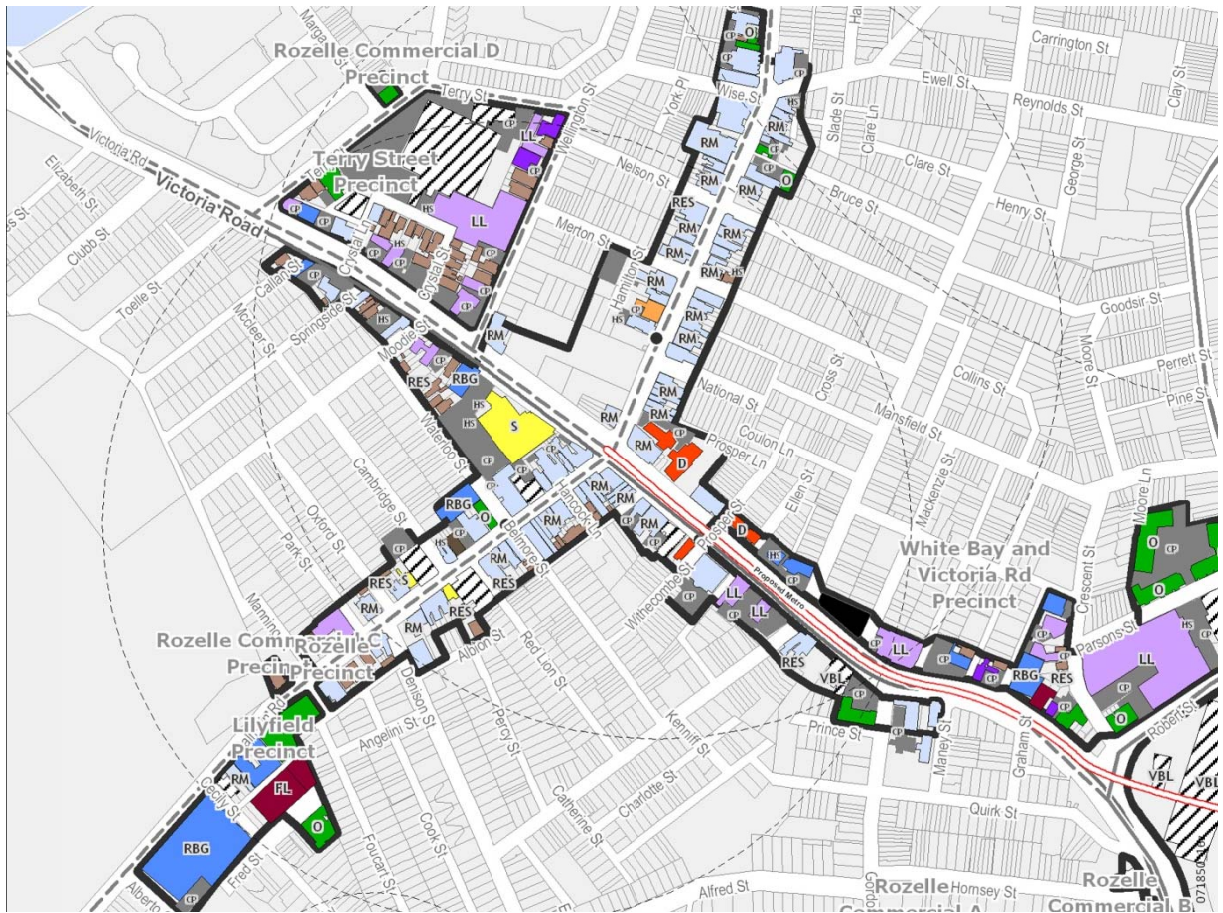 Rozelle Commercial D
Precinct
Terry St
Wise St
York Pl
Ewell St
Carrington St
Clay St
Reynolds St
Slade St
Clare Ln
Clare St
George St
Henry St
Bruce St
Terry Street
Precinct
Victoria Rd
Victoria Road
Elizabeth St
Clubb St
Toelle St
Mccleer St
Callan St
Springside St
Moodie St
Crystal Ln
Crystal St
Wellington St
Nelson St
Merton St
Hamilton St
Goodsir St
Moore St
Perrett St
Pine St
Collins St
Mansfield St
Cross St
National St
Coulon Ln
Prosper Ln
Prosper St
Ellen St
Mackenzie St
Moore Ln
Crescent St
White Bay and
Victoria Rd
Precinct
Parsons St
Robert St
Proposed Metro
Waterloo St
Cambridge St
Oxford St
Park St
Manning
Belmore St
Hancock Ln
Withecombe St
Rozelle Commercial C
Precinct
Rozelle
Precinct
Lilyfield
Precinct
Albion St
Red Lion St
Denison St
Angelini St
Perry St
Kenniff St
Charlotte St
Catherine St
Cook St
Foucart St
Cecily St
Fred St
Alberto St
Prince St
Maney St
Graham St
Quirk St
Alfred St
Hornsey St
Rozelle
Commercial A
Rozelle
Commercial B
RM
RES
RBG
LL
CP
HS
O
S
D
FL
VBL